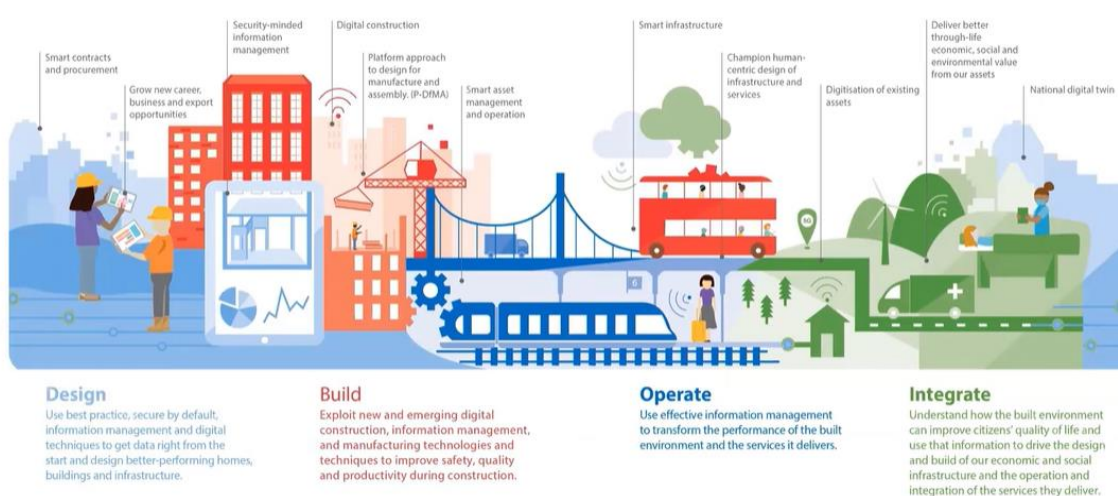 Smart contracts
and procurement
Grow new career,
business and export
opportunities
Security-minded
information
management
Digital construction
Platform approach
to design for
manufacture and
assembly. (P-DfMA)
Smart asset
management
and operation
Smart infrastructure
Champion human-
centric design of
infrastructure and
services
Digitisation of existing
assets
Deliver better
through-life
economic, social and
environmental value
from our assets
National digital twin
5G
6
Design
Use best practice, secure by default,
information management and digital
techniques to get data right from the
start and design better-performing homes,
buildings and infrastructure.
Build
Exploit new and emerging digital
construction, information management,
and manufacturing technologies and
techniques to improve safety, quality
and productivity during construction.
Operate
Use effective information management
to transform the performance of the built
environment and the services it delivers.
Integrate
Understand how the built environment
can improve citizens' quality of life and
use that information to drive the design
and build of our economic and social
infrastructure and the operation and
integration of the services they deliver.